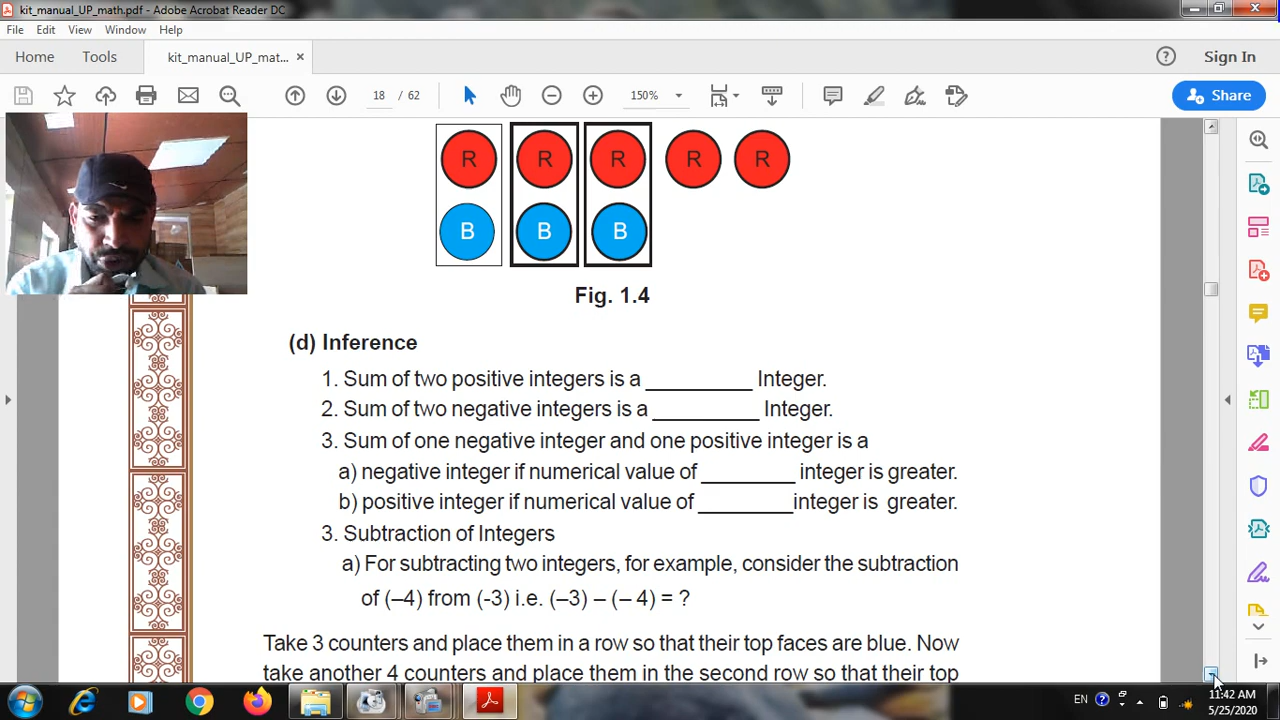 kit_manual_UP_math.pdf - Adobe Acrobat Reader DC
File Edit View Window Help
Home Tools kit_manual_UP_mat... × Sign In
18 / 62 150% Share
R R R R R
B B B
Fig. 1.4
(d) Inference
1. Sum of two positive integers is a __________ Integer.
2. Sum of two negative integers is a __________ Integer.
3. Sum of one negative integer and one positive integer is a
a) negative integer if numerical value of _________ integer is greater.
b) positive integer if numerical value of _________integer is greater.
3. Subtraction of Integers
a) For subtracting two integers, for example, consider the subtraction
of (–4) from (-3) i.e. (–3) – (– 4) = ?
Take 3 counters and place them in a row so that their top faces are blue. Now
take another 4 counters and place them in the second row so that their top
EN 11:42 AM
5/25/2020